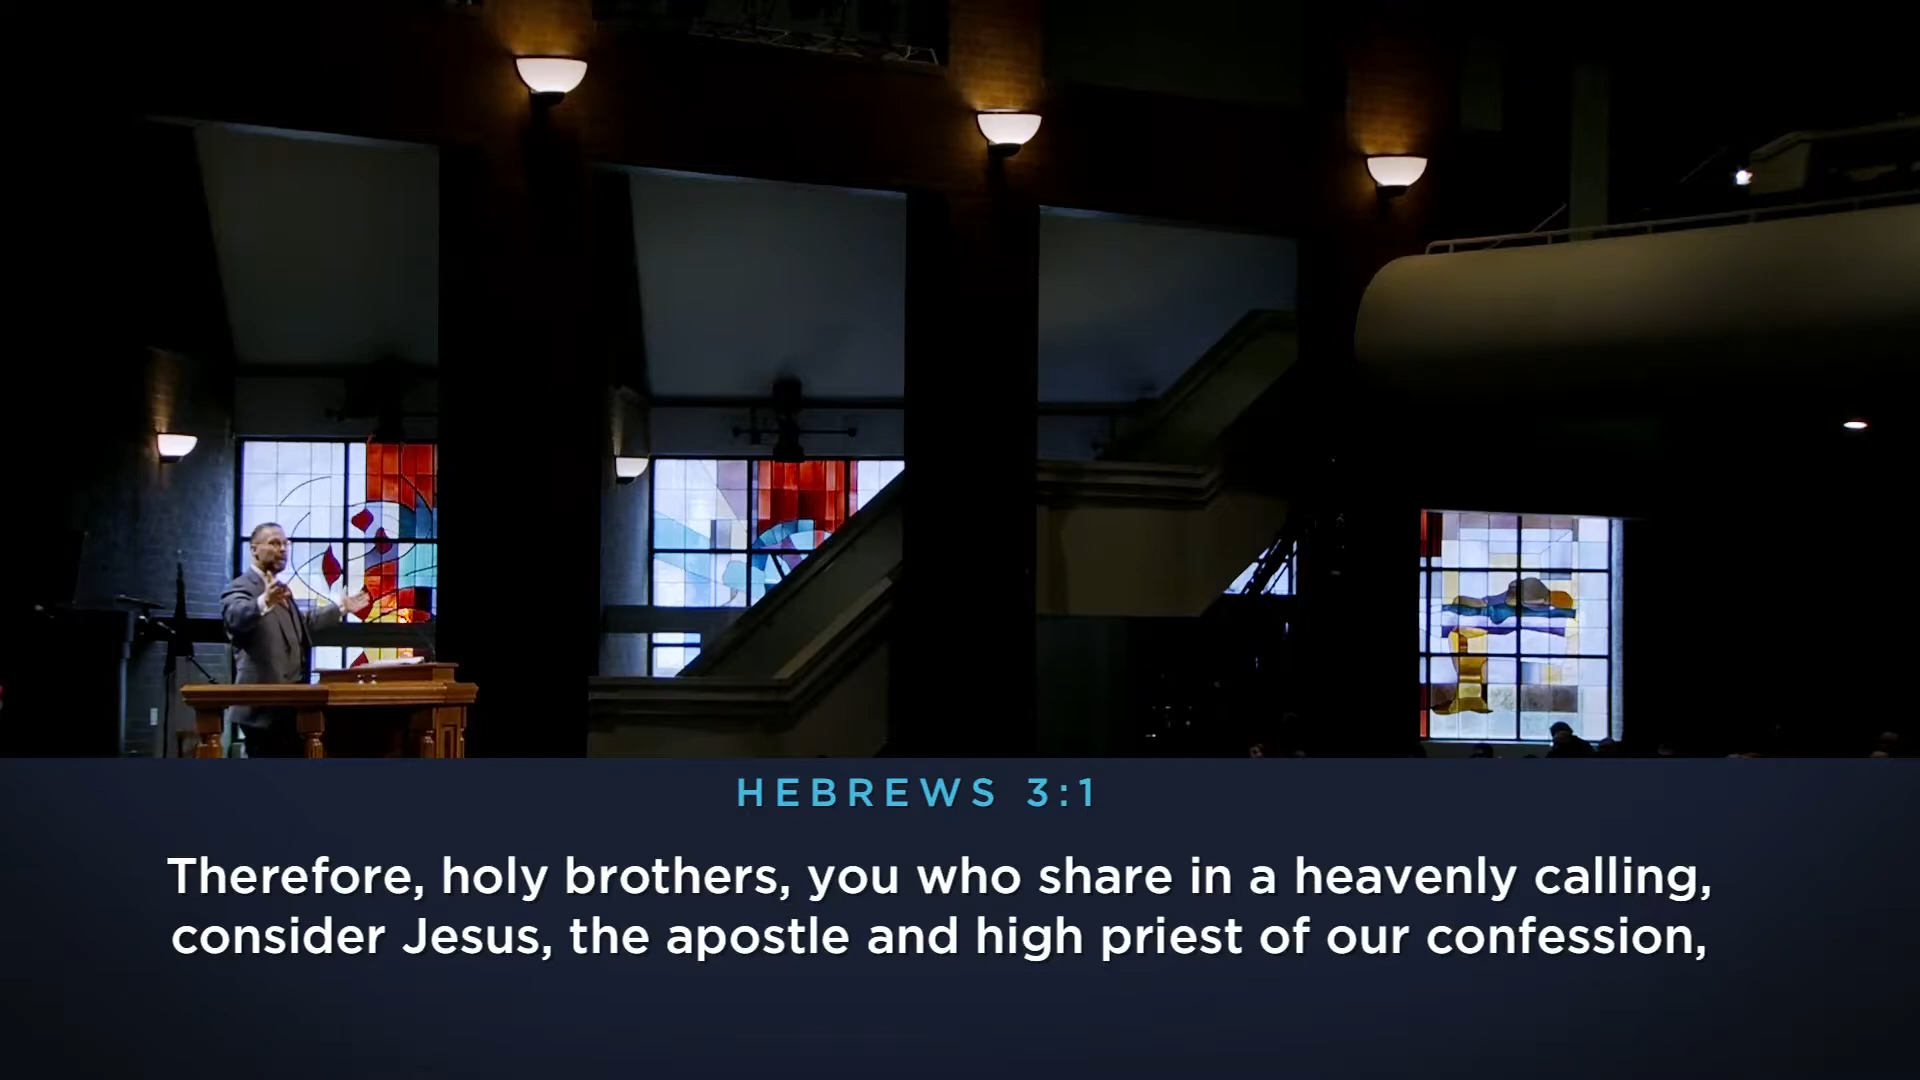 HEBREWS 3:1
Therefore, holy brothers, you who share in a heavenly calling,
consider Jesus, the apostle and high priest of our confession,